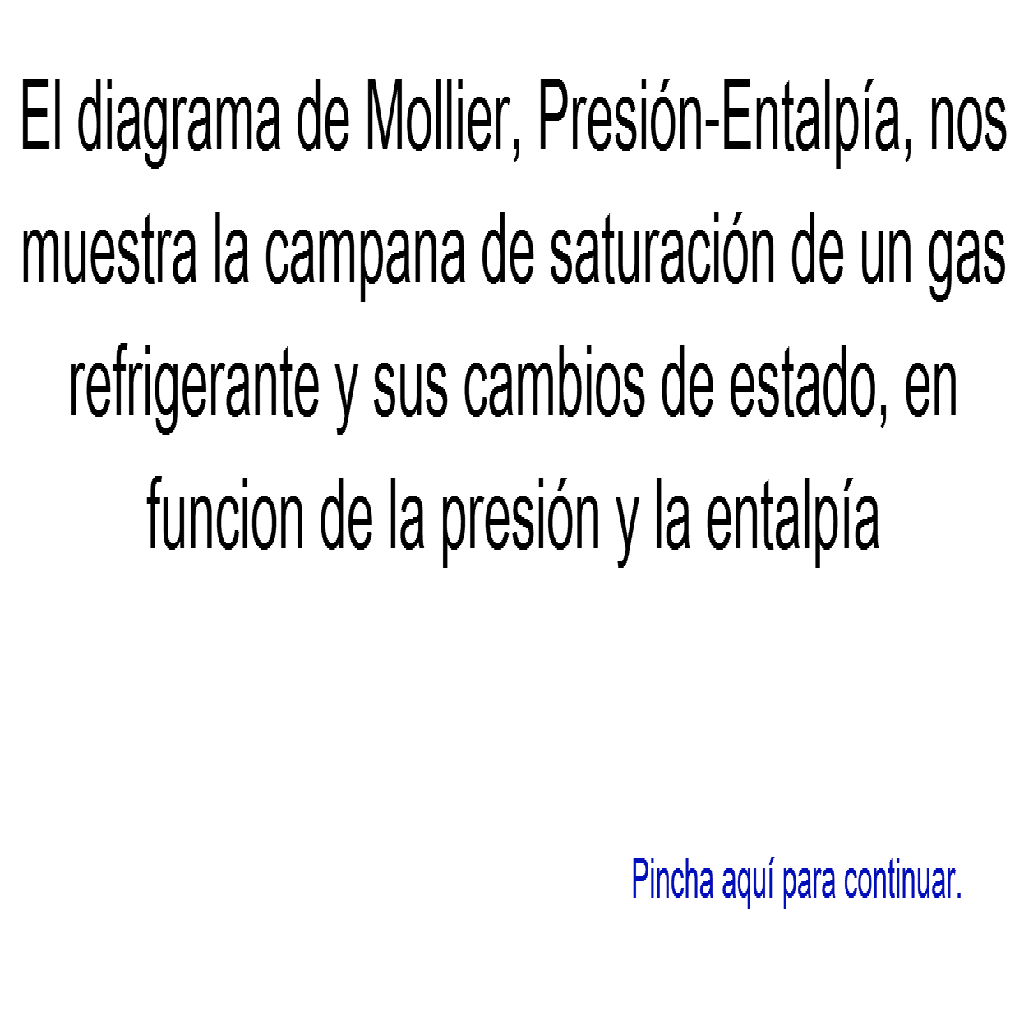 El diagrama de Mollier, Presión-Entalpía, nos
muestra la campana de saturación de un gas
refrigerante y sus cambios de estado, en
funcion de la presión y la entalpía
Pincha aquí para continuar.